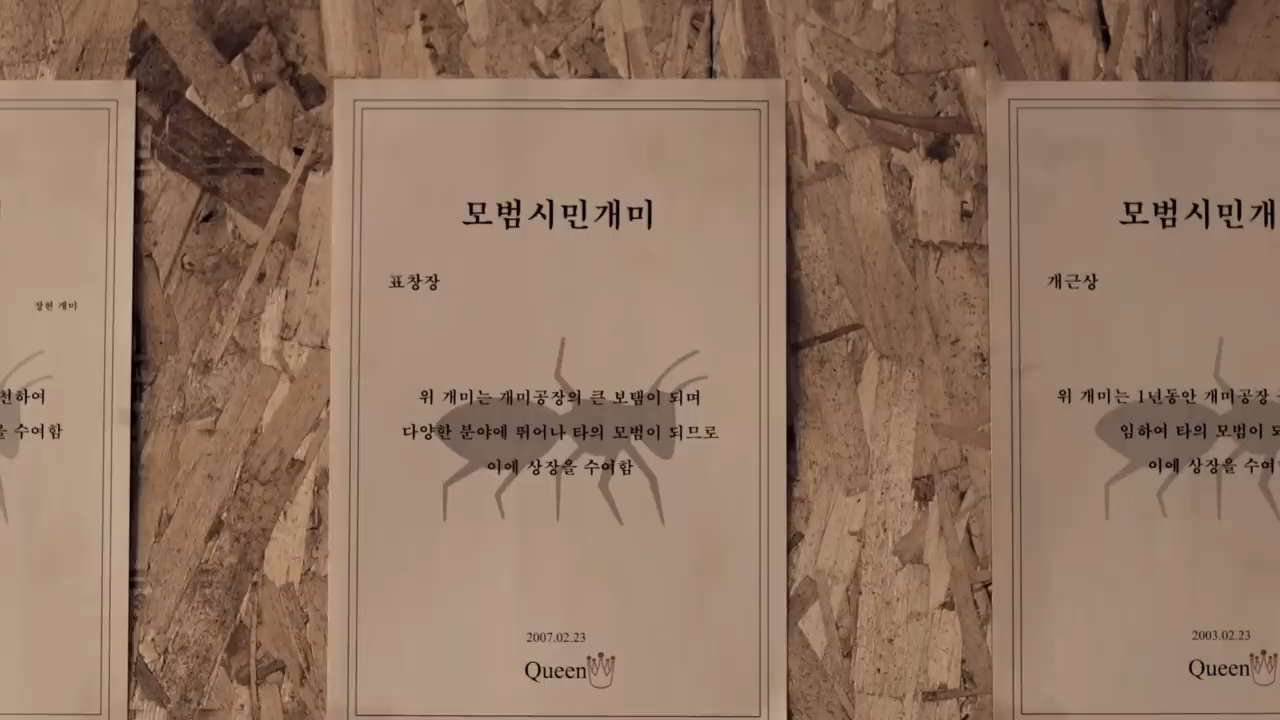 장현 개미
천하여
수여함
모범시민개미
표창장
위 개미는 개미공장의 큰 보탬이 되며
다양한 분야에 뛰어나 타의 모범이 되므로
이에 상장을 수여함
2007.02.23
Queen
모범시민개
개근상
위 개미는 1년동안 개미공장
임하여 타의 모범이 되
이에 상장을 수여
2003.02.23
Queen